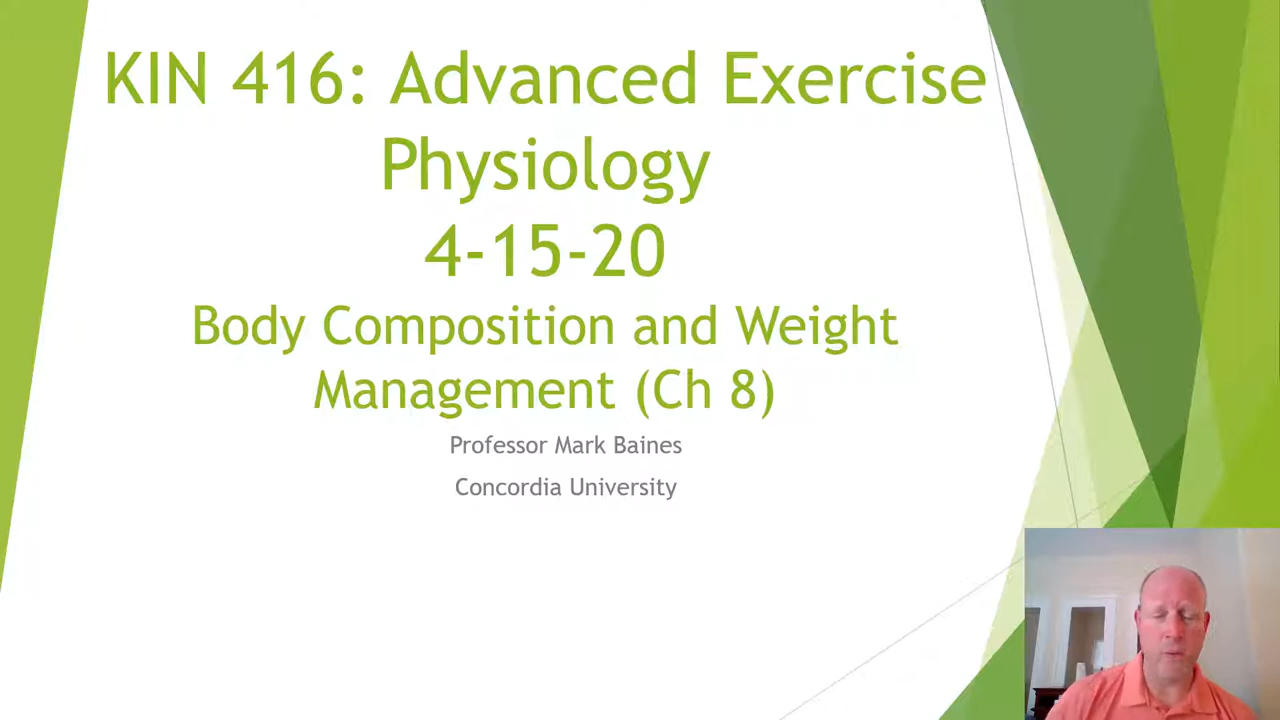 KIN 416: Advanced Exercise
Physiology
4-15-20
Body Composition and Weight
Management (Ch 8)
Professor Mark Baines
Concordia University